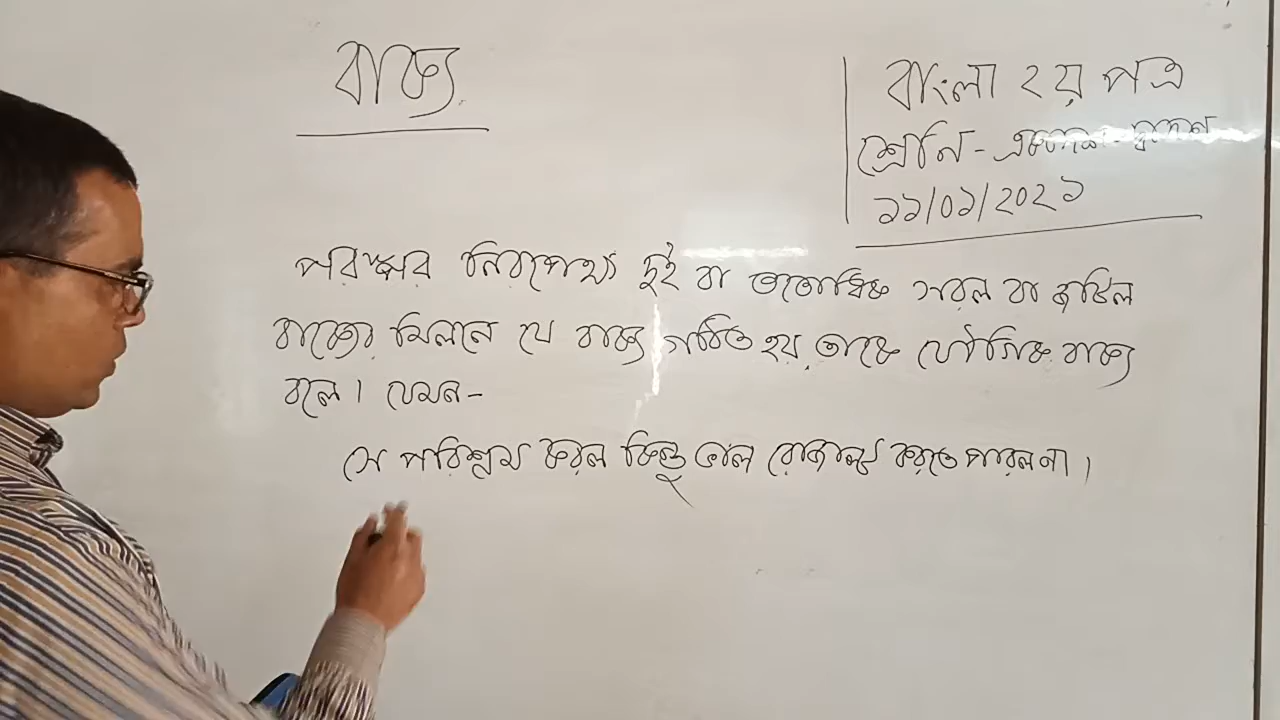 বাক্য
বাংলা ২য় পত্র
শ্রেনি - একাদশ - দ্বাদশ
১১/০১/২০২১
পরস্পর নিরপেক্ষ দুই বা ততোধিক সরল বা জটিল
বাক্যের মিলনে যে বাক্য গঠিত হয়, তাকে যৌগিক বাক্য
বলে। যেমন-
সে পরিশ্রম করল কিন্তু ভাল রেজাল্ট করতে পারল না।